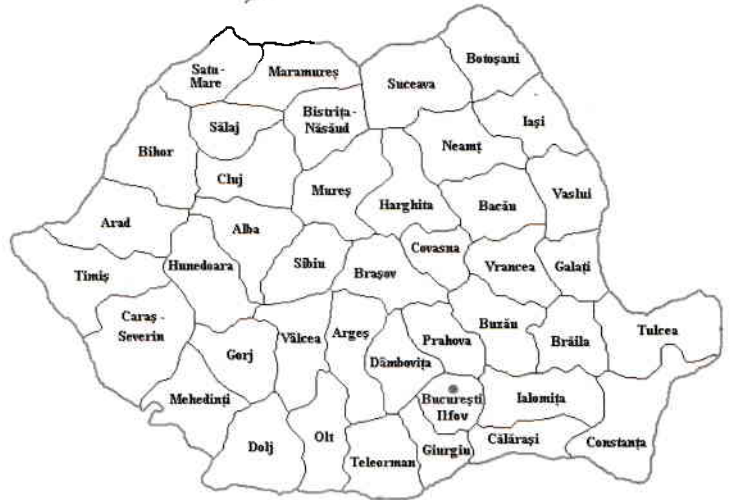 Botoșani
Satu-
Mare
Maramureș
Suceava
Bistrița-
Năsăud
Iași
Sălaj
Neamț
Bihor
Cluj
Mureș
Vaslui
Harghita
Bacău
Arad
Alba
Covasna
Timiș
Hunedoara
Sibiu
Brașov
Vrancea
Galați
Caraș -
Severin
Buzău
Tulcea
Vâlcea
Argeș
Prahova
Brăila
Gorj
Dâmbovița
Mehedinți
București
Ilfov
Ialomița
Olt
Dolj
Călărași
Constanța
Giurgiu
Teleorman